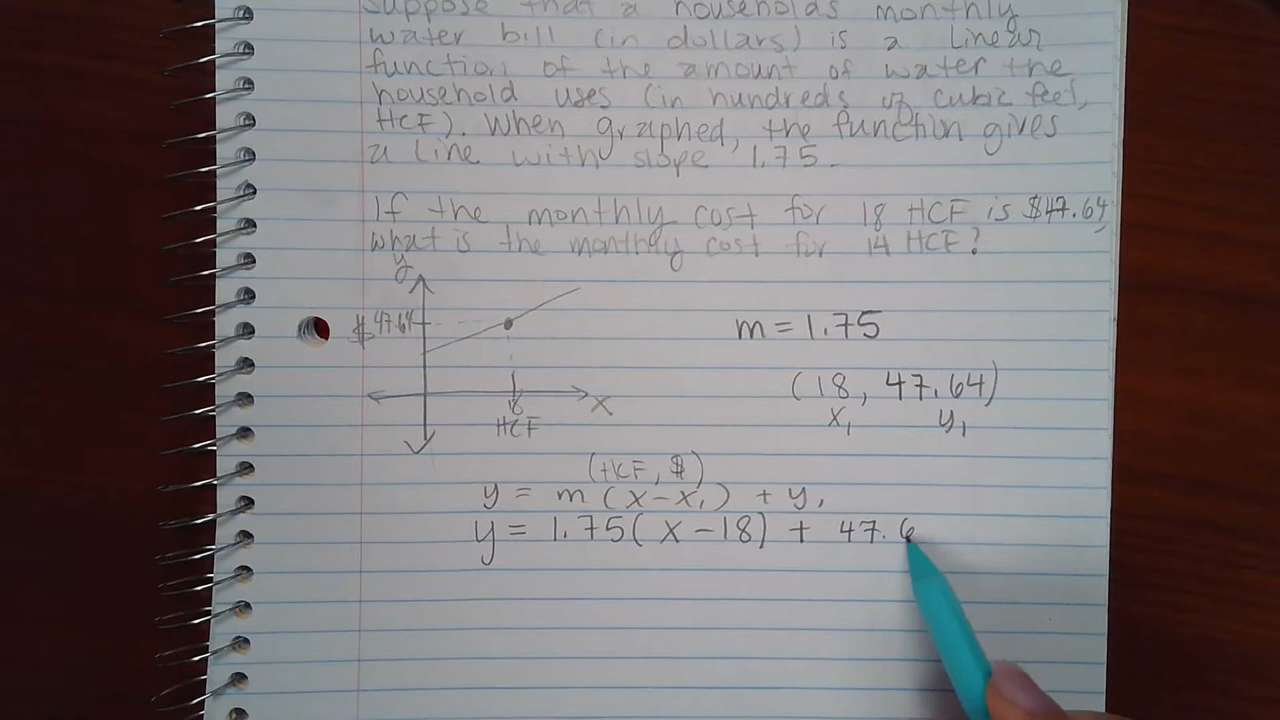 Suppose that a households monthly
water bill (in dollars) is a linear
function of the amount of water the
household uses (in hundreds of cubic feet,
HCF). When graphed, the function gives
a line with slope 1.75.
If the monthly cost for 18 HCF is $47.64,
what is the monthly cost for 14 HCF?
y
$47.64
m = 1.75
(18, 47.64)
x₁ y₁
18
HCF
x
(HCF, $)
y = m(x-x₁) + y₁
y = 1.75(x-18) + 47.6